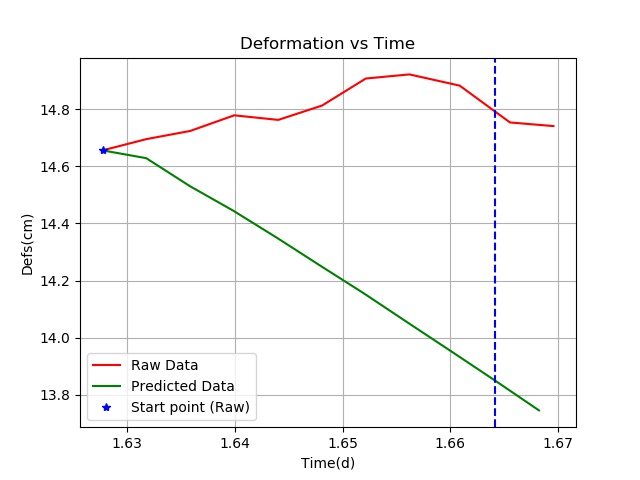 Deformation vs Time
Defs(cm)
14.8
14.6
14.4
14.2
14.0
13.8
Raw Data
Predicted Data
Start point (Raw)
1.63 1.64 1.65 1.66 1.67
Time(d)